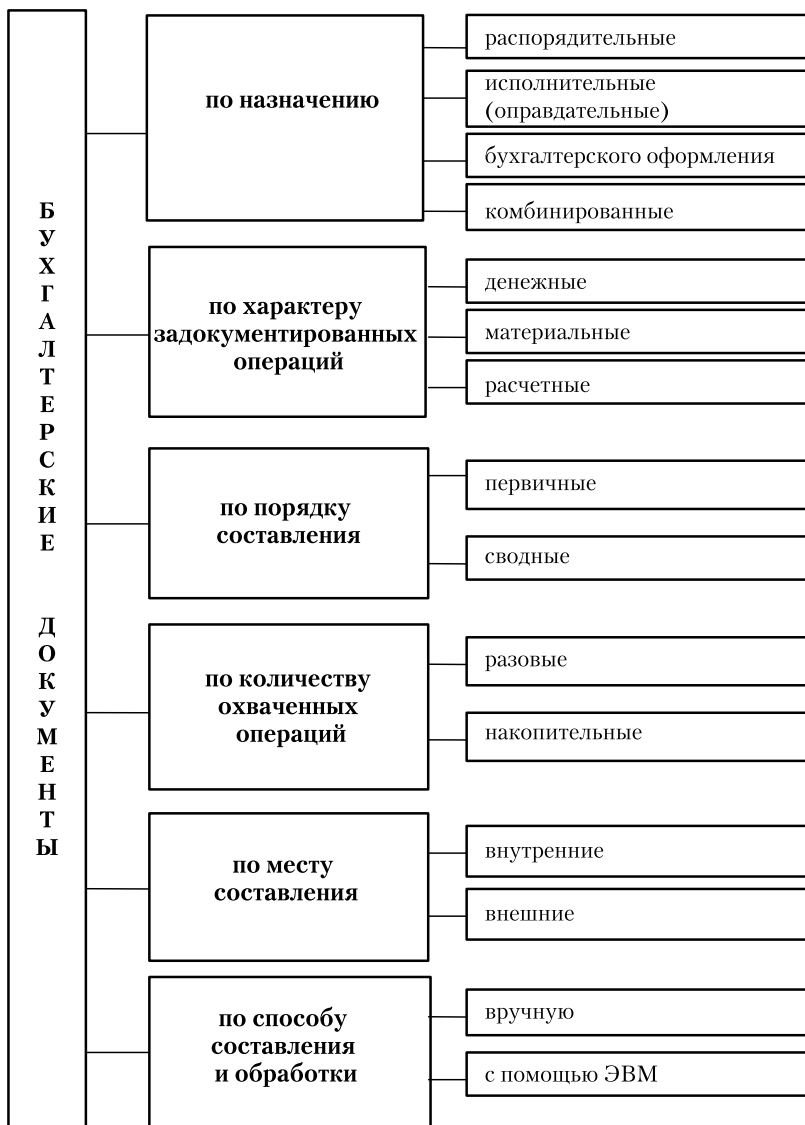 БУХГАЛТЕРСКИЕ ДОКУМЕНТЫ
по назначению
распорядительные
исполнительные
(оправдательные)
бухгалтерского оформления
комбинированные
по характеру
задокументированных
операций
денежные
материальные
расчетные
по порядку
составления
первичные
сводные
по количеству
охваченных
операций
разовые
накопительные
по месту
составления
внутренние
внешние
по способу
составления
и обработки
вручную
с помощью ЭВМ